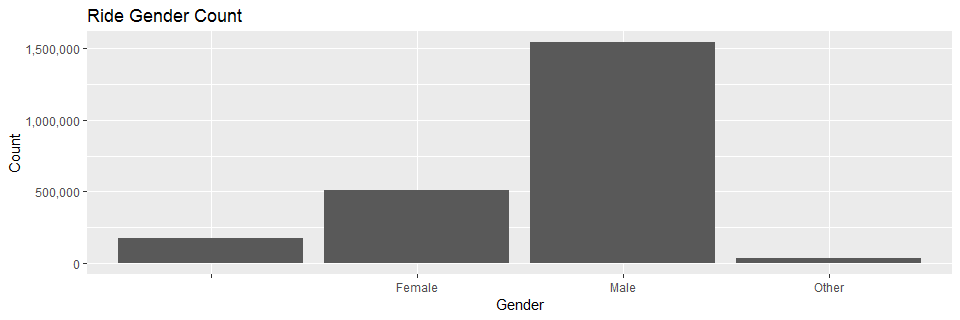 Ride Gender Count
1,500,000
1,000,000
500,000
0
Count
Female
Male
Other
Gender